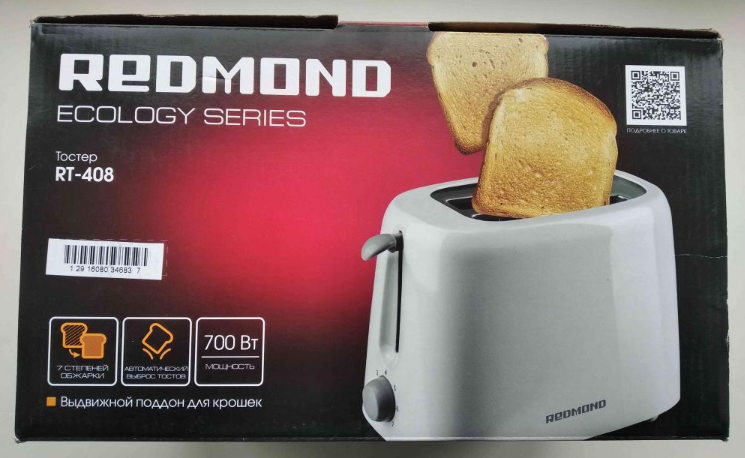 REDMOND
ECOLOGY SERIES
Тостер
RT-408
ПОДРОБНЕЕ О ТОВАРЕ
1 29 16080 34683 7
7 СТЕПЕНЕЙ
ОБЖАРКИ
АВТОМАТИЧЕСКИЙ
ВЫБРОС ТОСТОВ
700 Вт
МОЩНОСТЬ
Выдвижной поддон для крошек
REDMOND